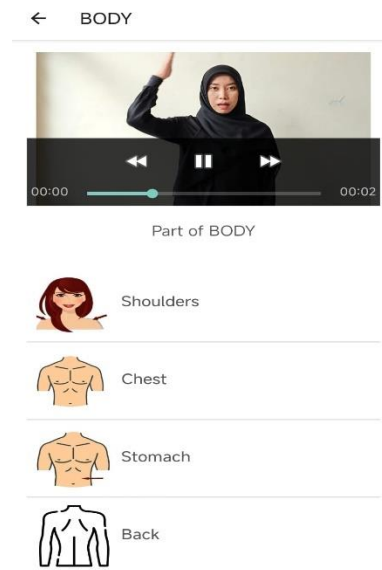 BODY
00:00 00:02
Part of BODY
Shoulders
Chest
Stomach
Back